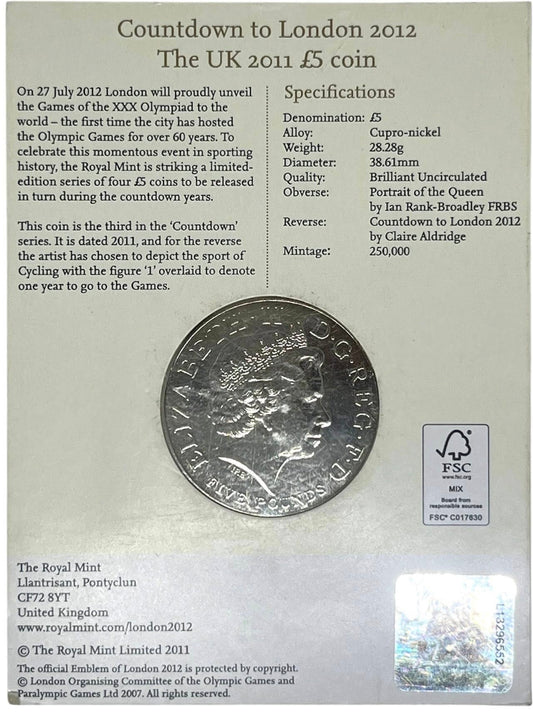 Countdown to London 2012
The UK 2011 £5 coin
On 27 July 2012 London will proudly unveil
the Games of the XXX Olympiad to the
world – the first time the city has hosted
the Olympic Games for over 60 years. To
celebrate this momentous event in sporting
history, the Royal Mint is striking a limited-
edition series of four £5 coins to be released
in turn during the countdown years.
This coin is the third in the ‘Countdown’
series. It is dated 2011, and for the reverse
the artist has chosen to depict the sport of
Cycling with the figure ‘1’ overlaid to denote
one year to go to the Games.
Specifications
Denomination: £5
Alloy: Cupro-nickel
Weight: 28.28g
Diameter: 38.61mm
Quality: Brilliant Uncirculated
Obverse: Portrait of the Queen
by Ian Rank-Broadley FRBS
Reverse: Countdown to London 2012
by Claire Aldridge
Mintage: 250,000
ELIZABETH·II·D·G·REG·F·D
IRB
FIVE POUNDS
FSC
www.fsc.org
MIX
Board from
responsible sources
FSC® C017630
The Royal Mint
Llantrisant, Pontyclun
CF72 8YT
United Kingdom
www.royalmint.com/london2012
© The Royal Mint Limited 2011
The official Emblem of London 2012 is protected by copyright.
© London Organising Committee of the Olympic Games and
Paralympic Games Ltd 2007. All rights reserved.
L13296552